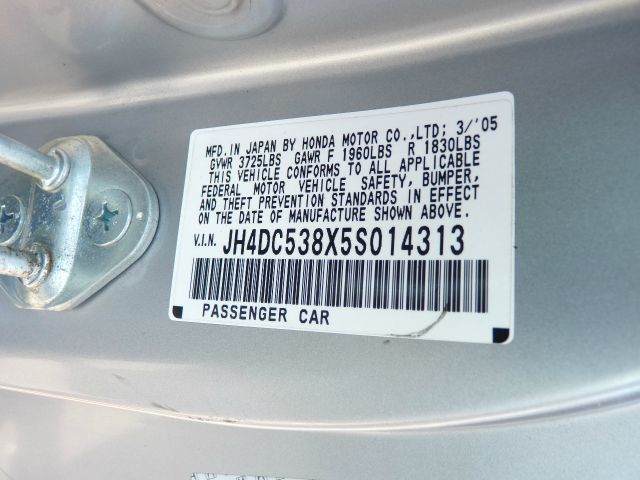 MFD.IN JAPAN BY HONDA MOTOR CO.,LTD; 3/'05
GVWR 3725LBS GAWR F 1960LBS R 1830LBS
THIS VEHICLE CONFORMS TO ALL APPLICABLE
FEDERAL MOTOR VEHICLE SAFETY, BUMPER,
AND THEFT PREVENTION STANDARDS IN EFFECT
ON THE DATE OF MANUFACTURE SHOWN ABOVE.
V.I.N. JH4DC538X5S014313
PASSENGER CAR